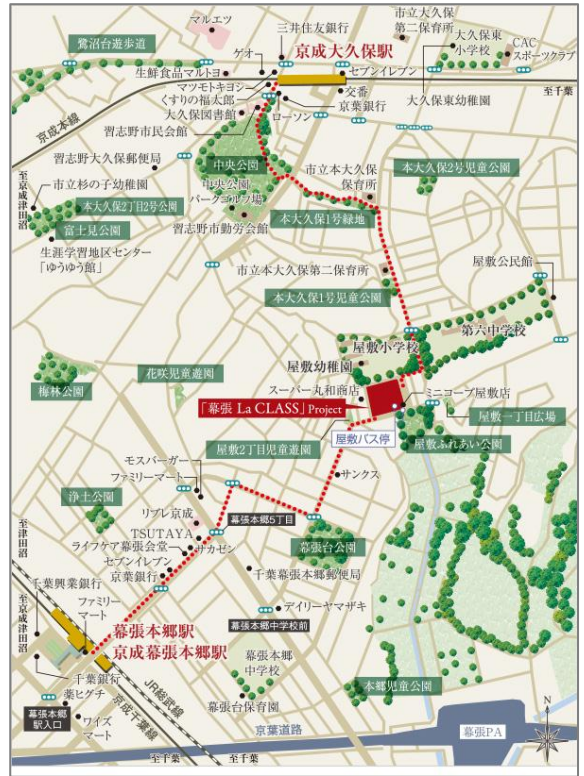 マルエツ
三井住友銀行
京成大久保駅
市立大久保
第二保育所
大久保東
小学校
CAC
スポーツクラブ
鷺沼台遊歩道
ゲオ
生鮮食品マルトヨ
マツモトキヨシ
くすりの福太郎
大久保図書館
習志野市民会館
セブンイレブン
交番
京葉銀行
ローソン
大久保東幼稚園
至千葉
京成本線
至京成津田沼
習志野大久保郵便局
中央公園
中央公園
パークゴルフ場
市立本大久保
保育所
本大久保2号児童公園
市立杉の子幼稚園
本大久保2丁目2号公園
富士見公園
習志野市勤労会館
本大久保1号緑地
生涯学習地区センター
「ゆうゆう館」
市立本大久保第二保育所
屋敷公民館
本大久保1号児童公園
第六中学校
屋敷小学校
屋敷幼稚園
花咲児童遊園
梅林公園
スーパー丸和商店
ミニコープ屋敷店
「幕張 La CLASS」Project
屋敷一丁目広場
屋敷2丁目児童遊園
屋敷バス停
屋敷ふれあい公園
モスバーガー
ファミリーマート
サンクス
浄土公園
リブレ京成
幕張本郷5丁目
幕張台公園
TSUTAYA
サカゼン
ライフケア幕張会堂
セブンイレブン
京葉銀行
千葉幕張本郷郵便局
至津田沼
千葉興業銀行
至京成津田沼
ファミリー
マート
デイリーヤマザキ
幕張本郷中学校前
幕張本郷駅
京成幕張本郷駅
幕張本郷
中学校
千葉銀行
薬ヒグチ
JR総武線
京成千葉線
幕張台保育園
本郷児童公園
幕張本郷
駅入口
ワイズ
マート
京葉道路
幕張PA
至千葉
至千葉
N